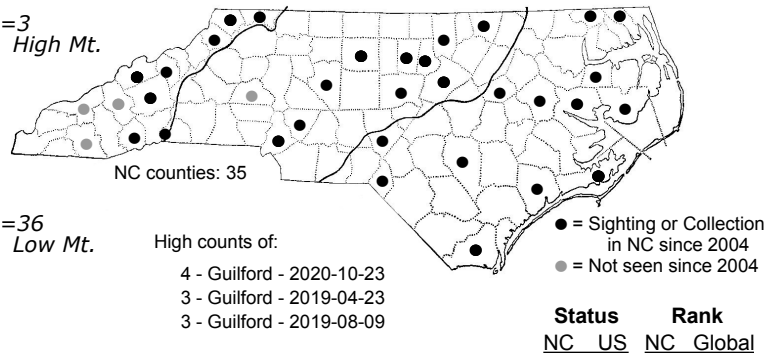 =3
High Mt.
NC counties: 35
=36
Low Mt.
High counts of:
4 - Guilford - 2020-10-23
3 - Guilford - 2019-04-23
3 - Guilford - 2019-08-09
= Sighting or Collection
in NC since 2004
= Not seen since 2004
Status Rank
NC US NC Global